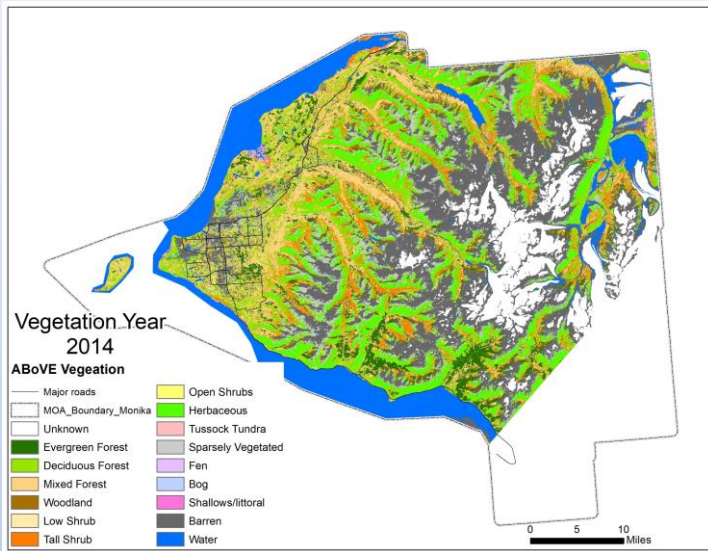 Vegetation Year
2014
ABoVE Vegeation
Major roads
MOA_Boundary_Monika
Unknown
Evergreen Forest
Deciduous Forest
Mixed Forest
Woodland
Low Shrub
Tall Shrub
Open Shrubs
Herbaceous
Tussock Tundra
Sparsely Vegetated
Fen
Bog
Shallows/littoral
Barren
Water
0 5 10
Miles